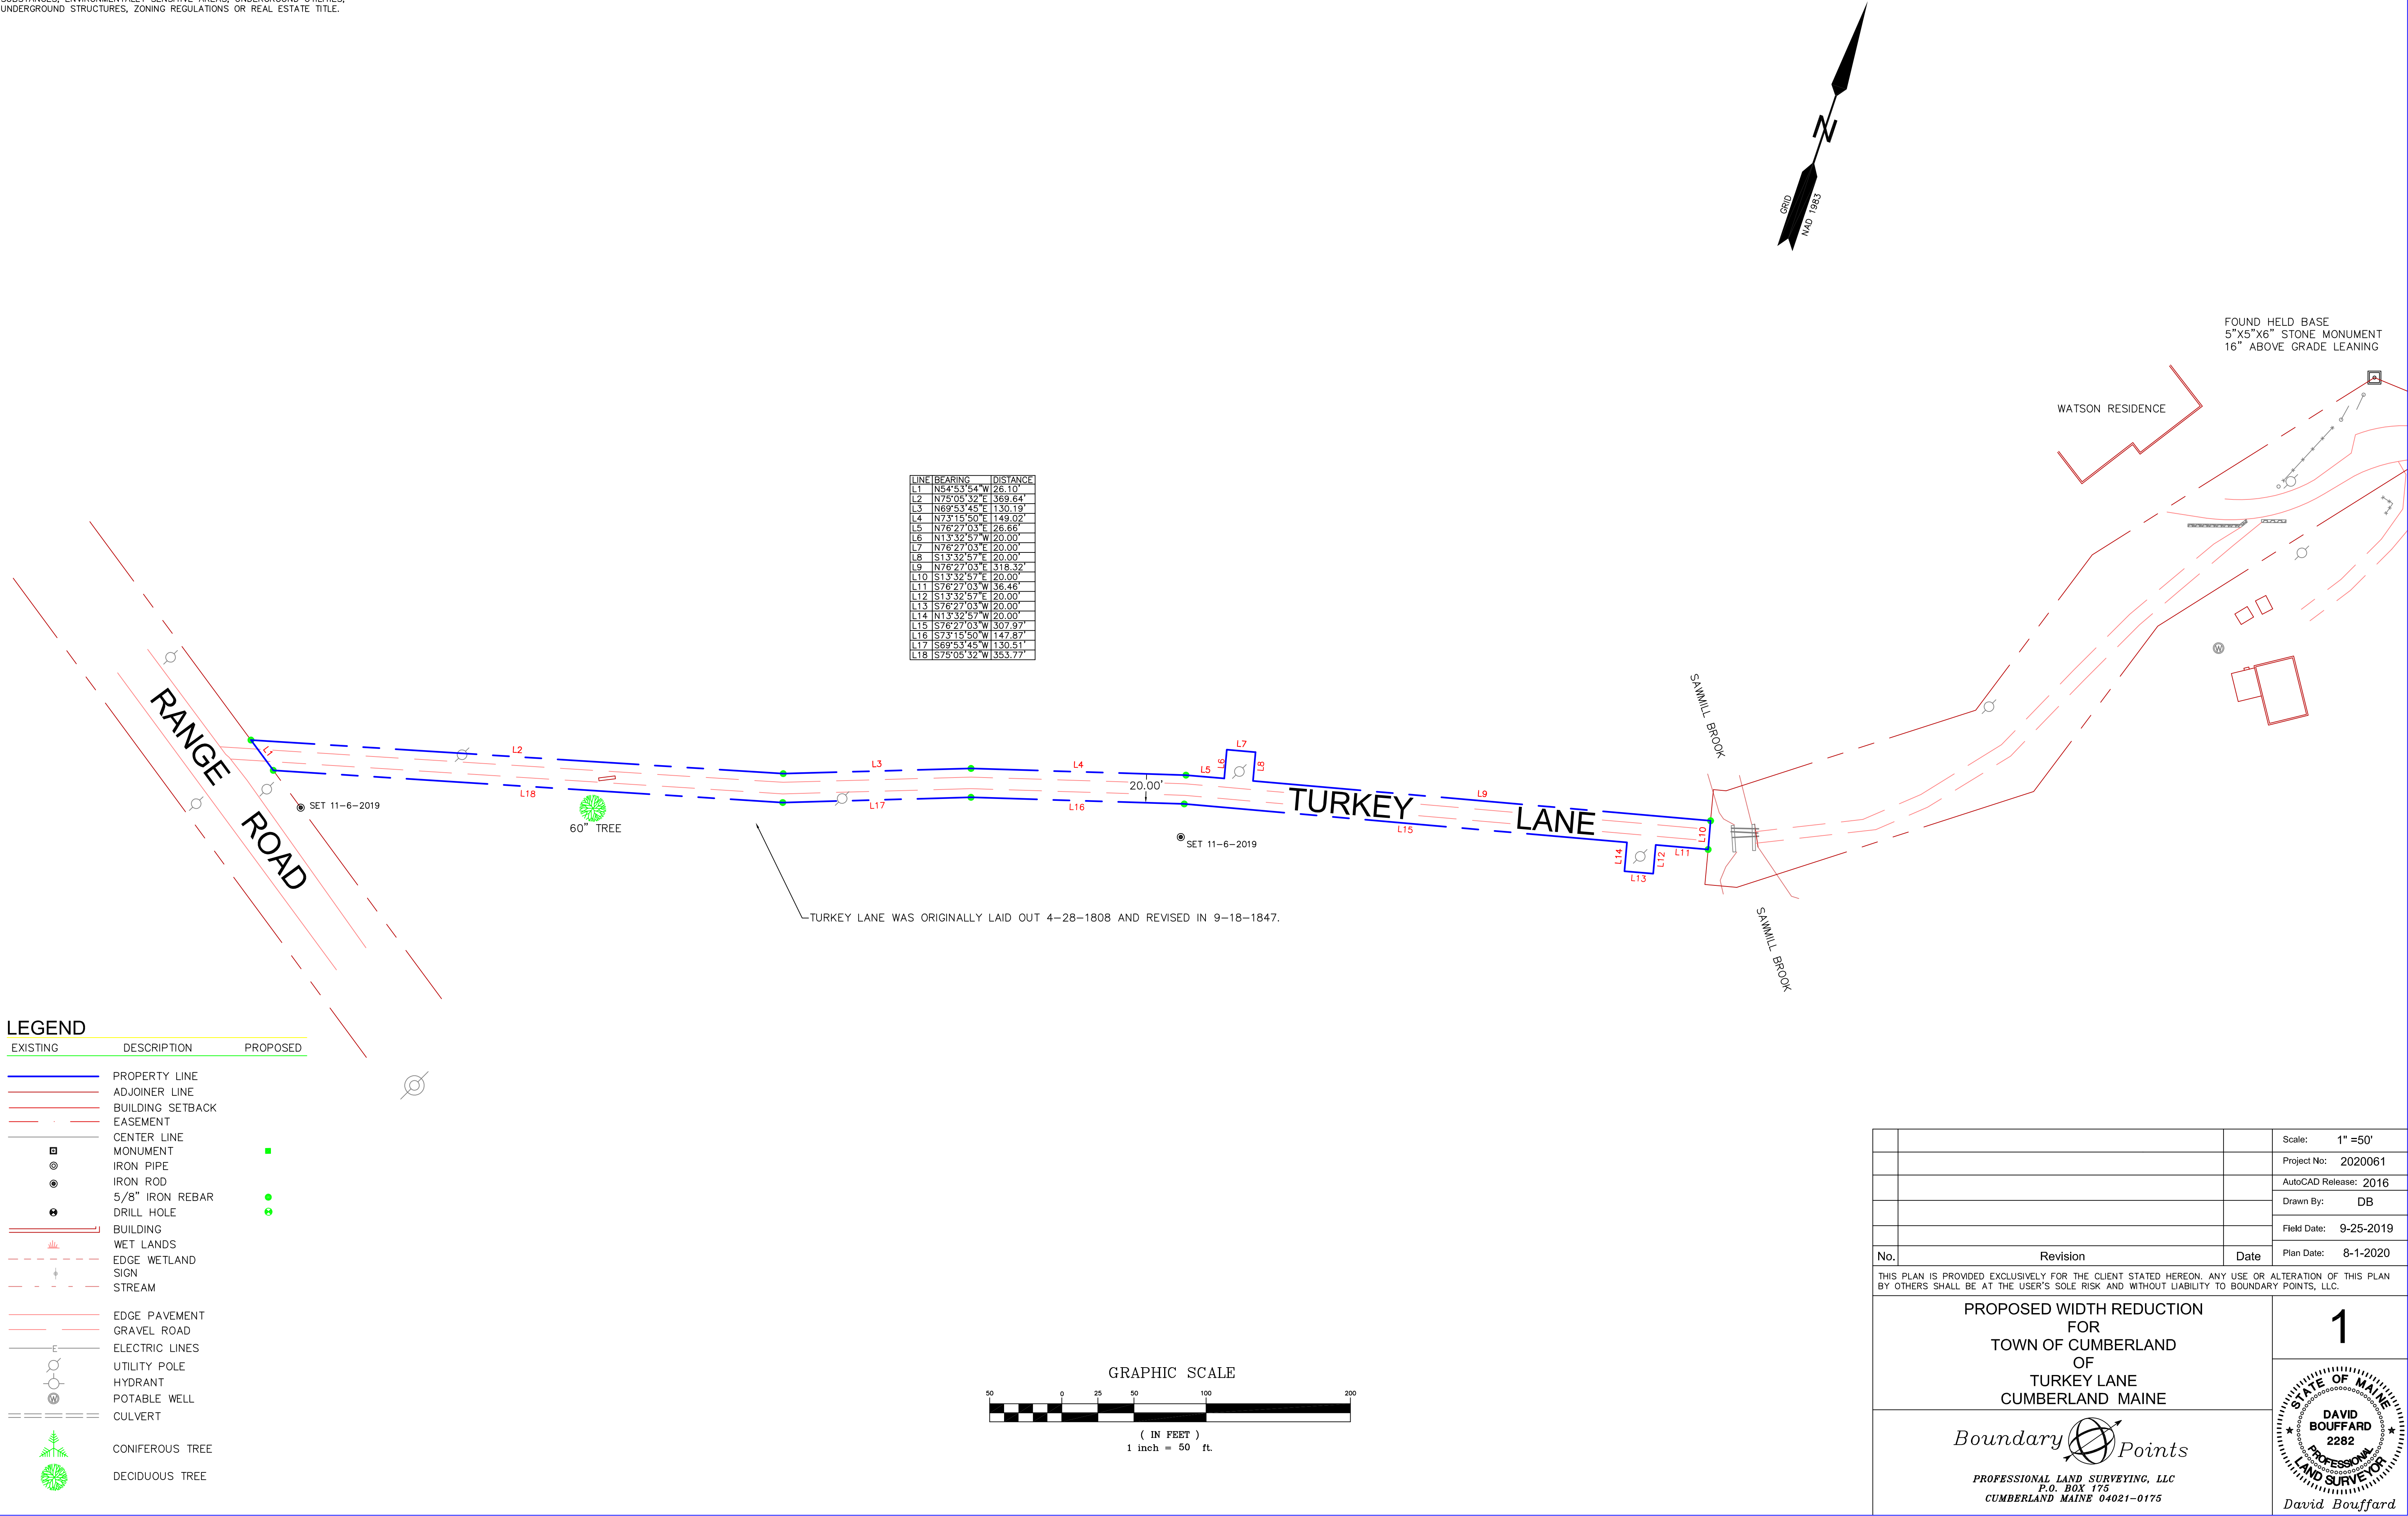 UNDERGROUND STRUCTURES, ZONING REGULATIONS OR REAL ESTATE TITLE.
N
GRID
NAD 1983
FOUND HELD BASE
5"X5"X6" STONE MONUMENT
16" ABOVE GRADE LEANING
WATSON RESIDENCE
LINE BEARING DISTANCE
L1 N54°53'54"W 26.10'
L2 N75°05'32"E 369.64'
L3 N69°53'45"E 130.19'
L4 N73°15'50"E 149.02'
L5 N76°27'03"E 26.66'
L6 N13°32'57"W 20.00'
L7 N76°27'03"E 20.00'
L8 S13°32'57"E 20.00'
L9 N76°27'03"E 318.32'
L10 S13°32'57"E 20.00'
L11 S76°27'03"W 36.46'
L12 S13°32'57"E 20.00'
L13 S76°27'03"W 20.00'
L14 N13°32'57"W 20.00'
L15 S76°27'03"W 307.97'
L16 S73°15'50"W 147.87'
L17 S69°53'45"W 130.51'
L18 S75°05'32"W 353.77'
RANGE ROAD
L1
L2
L3
L4
L5
L6
L7
L8
L9
L10
L11
L12
L13
L14
L15
L16
L17
L18
20.00'
TURKEY LANE
SAWMILL BROOK
SAWMILL BROOK
W
SET 11-6-2019
60" TREE
SET 11-6-2019
TURKEY LANE WAS ORIGINALLY LAID OUT 4-28-1808 AND REVISED IN 9-18-1847.
LEGEND
EXISTING DESCRIPTION PROPOSED
PROPERTY LINE
ADJOINER LINE
BUILDING SETBACK
EASEMENT
CENTER LINE
MONUMENT
IRON PIPE
IRON ROD
5/8" IRON REBAR
DRILL HOLE
BUILDING
WET LANDS
EDGE WETLAND
SIGN
STREAM
EDGE PAVEMENT
GRAVEL ROAD
E ELECTRIC LINES
UTILITY POLE
HYDRANT
W POTABLE WELL
CULVERT
CONIFEROUS TREE
DECIDUOUS TREE
GRAPHIC SCALE
50 0 25 50 100 200
( IN FEET )
1 inch = 50 ft.
Scale: 1" =50'
Project No: 2020061
AutoCAD Release: 2016
Drawn By: DB
Field Date: 9-25-2019
Plan Date: 8-1-2020
No. Revision Date
THIS PLAN IS PROVIDED EXCLUSIVELY FOR THE CLIENT STATED HEREON. ANY USE OR ALTERATION OF THIS PLAN
BY OTHERS SHALL BE AT THE USER'S SOLE RISK AND WITHOUT LIABILITY TO BOUNDARY POINTS, LLC.
PROPOSED WIDTH REDUCTION
FOR
TOWN OF CUMBERLAND
OF
TURKEY LANE
CUMBERLAND MAINE
1
Boundary Points
PROFESSIONAL LAND SURVEYING, LLC
P.O. BOX 175
CUMBERLAND MAINE 04021-0175
STATE OF MAINE
DAVID
BOUFFARD
2282
PROFESSIONAL
LAND SURVEYOR
David Bouffard